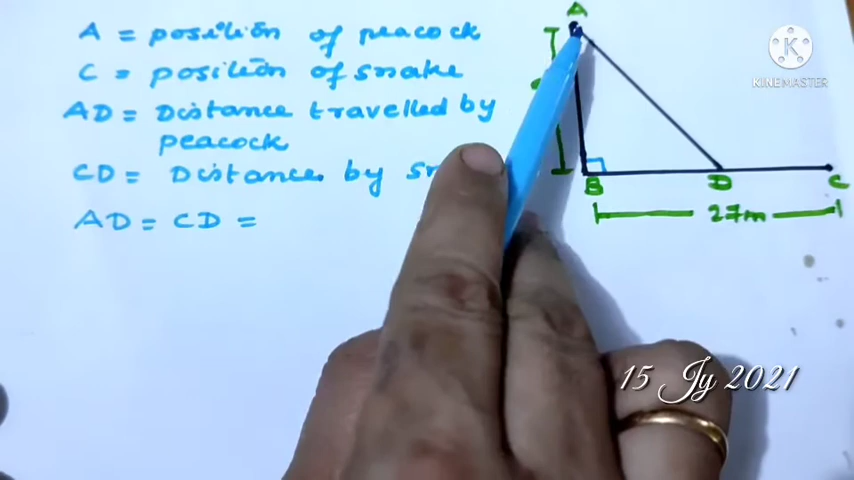 A = position of peacock
C = position of snake
AD = Distance travelled by
peacock
CD = Distance by
AD = CD =
A
B
D
C
27m
K
KINEMASTER
15 Jy 2021